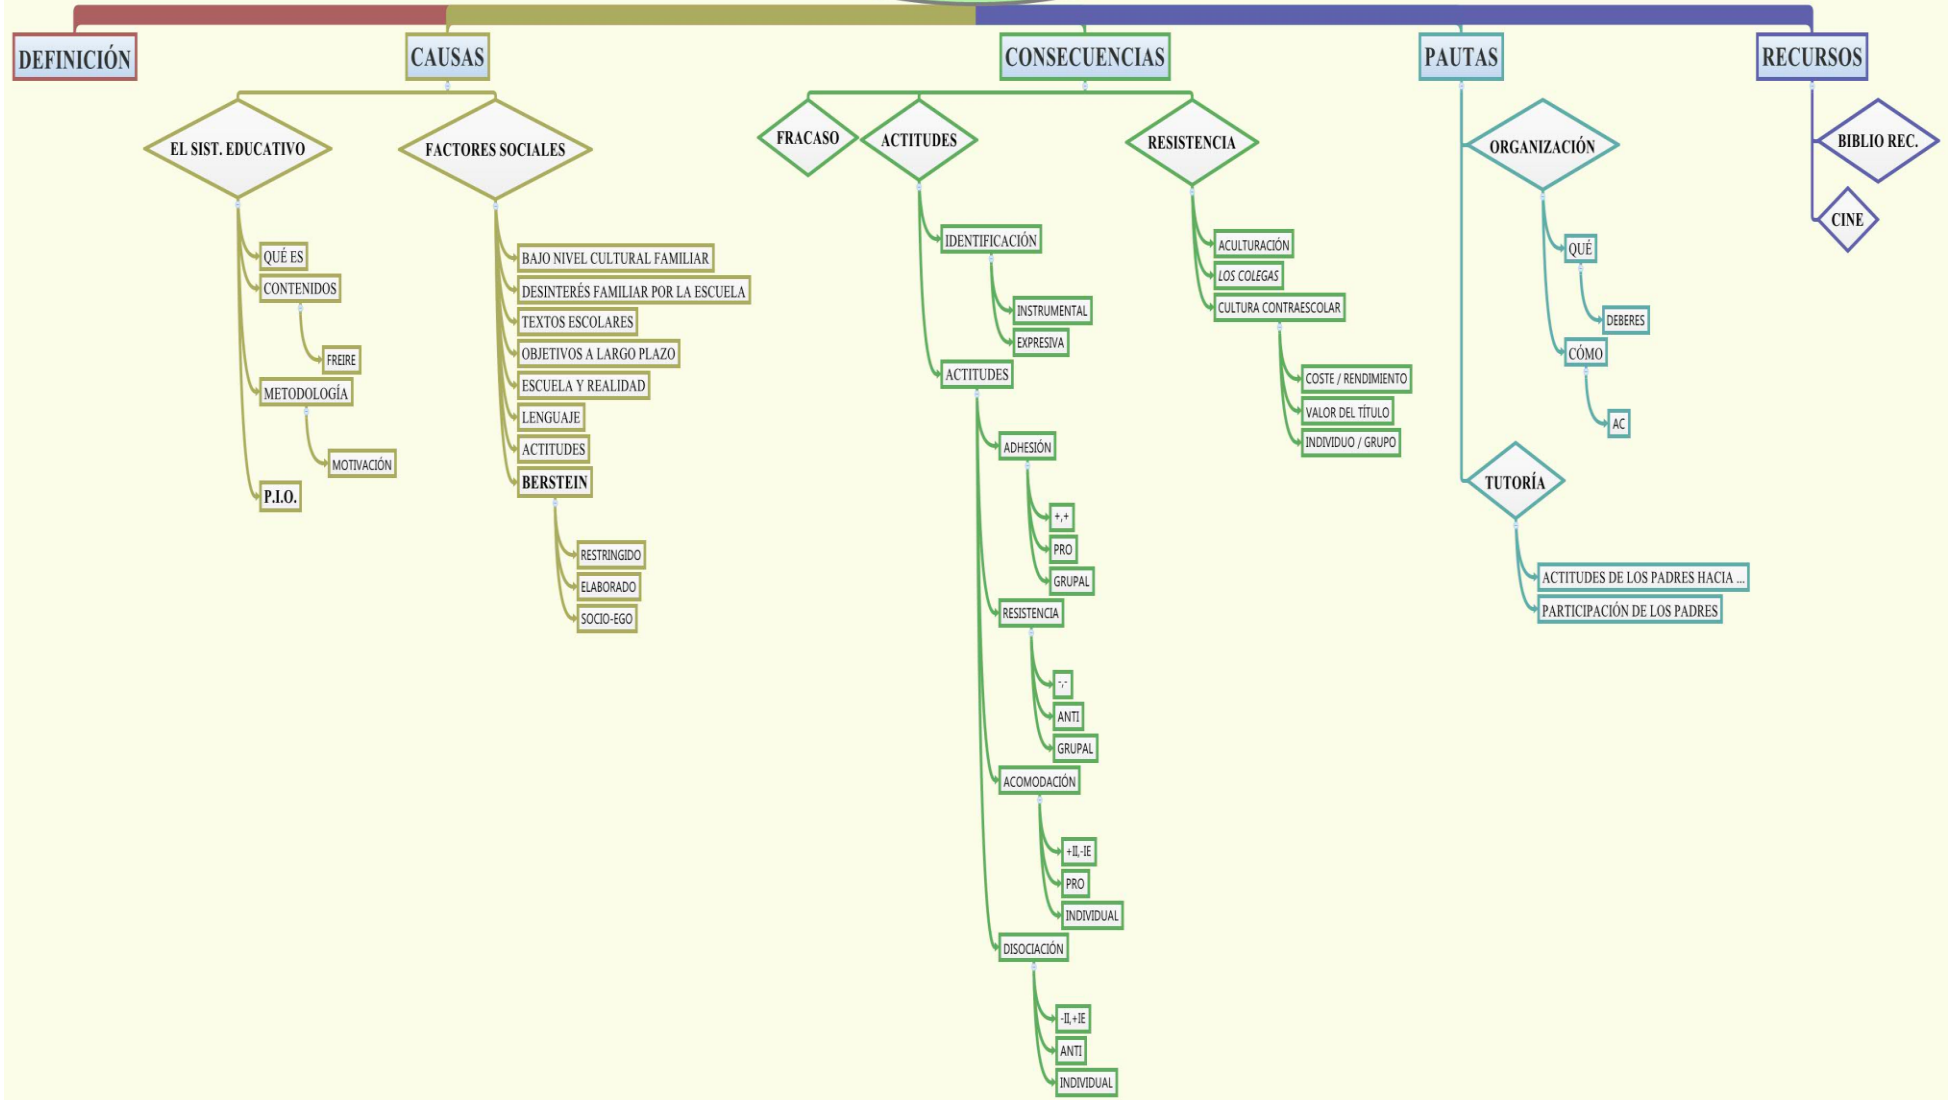 DEFINICIÓN
CAUSAS
EL SIST. EDUCATIVO
QUÉ ES
CONTENIDOS
FREIRE
METODOLOGÍA
MOTIVACIÓN
P.I.O.
FACTORES SOCIALES
BAJO NIVEL CULTURAL FAMILIAR
DESINTERÉS FAMILIAR POR LA ESCUELA
TEXTOS ESCOLARES
OBJETIVOS A LARGO PLAZO
ESCUELA Y REALIDAD
LENGUAJE
ACTITUDES
BERSTEIN
RESTRINGIDO
ELABORADO
SOCIO-EGO
CONSECUENCIAS
FRACASO
ACTITUDES
IDENTIFICACIÓN
INSTRUMENTAL
EXPRESIVA
ACTITUDES
ADHESIÓN
+,+
PRO
GRUPAL
RESISTENCIA
-,-
ANTI
GRUPAL
ACOMODACIÓN
+II,-IE
PRO
INDIVIDUAL
DISOCIACIÓN
-II,+IE
ANTI
INDIVIDUAL
RESISTENCIA
ACULTURACIÓN
LOS COLEGAS
CULTURA CONTRAESCOLAR
COSTE / RENDIMIENTO
VALOR DEL TÍTULO
INDIVIDUO / GRUPO
PAUTAS
ORGANIZACIÓN
QUÉ
DEBERES
CÓMO
AC
TUTORÍA
ACTITUDES DE LOS PADRES HACIA ...
PARTICIPACIÓN DE LOS PADRES
RECURSOS
BIBLIO REC.
CINE